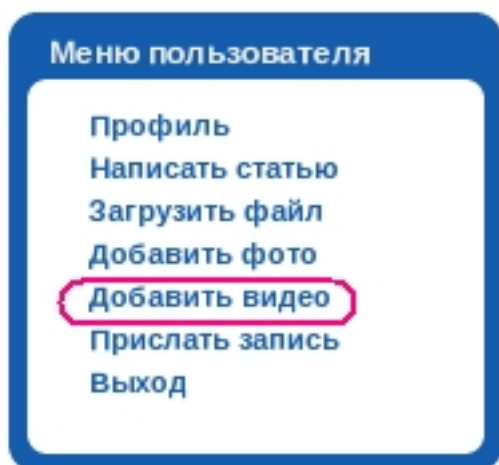 Меню пользователя
Профиль
Написать статью
Загрузить файл
Добавить фото
Добавить видео
Прислать запись
Выход